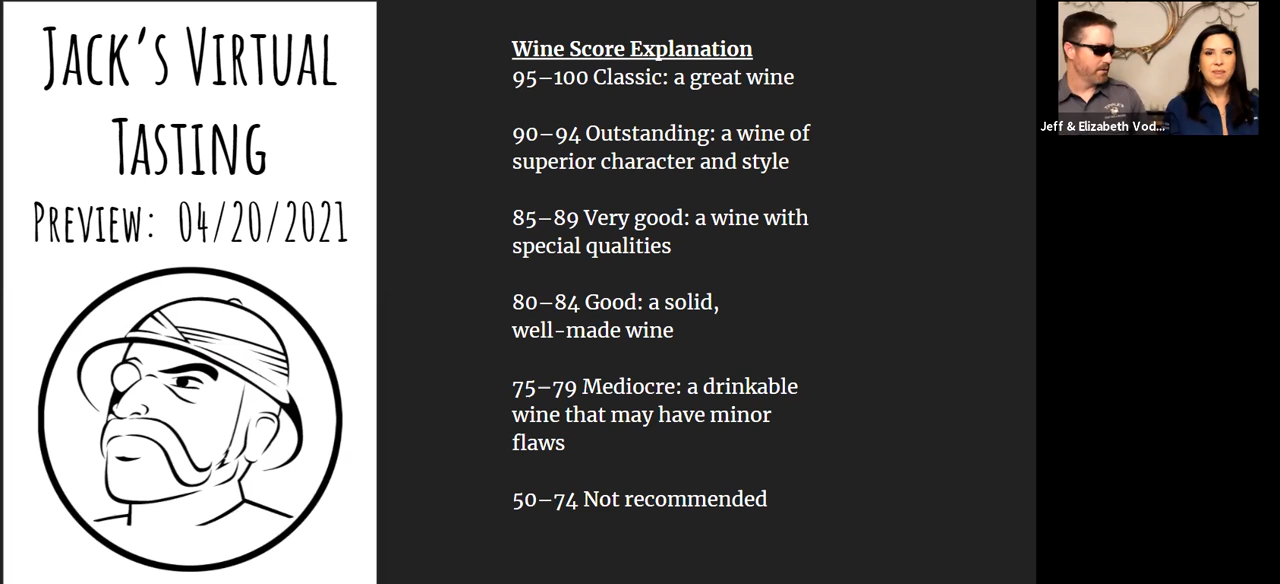 Jack's Virtual
Tasting
Preview: 04/20/2021
Wine Score Explanation
95–100 Classic: a great wine
90–94 Outstanding: a wine of
superior character and style
85–89 Very good: a wine with
special qualities
80–84 Good: a solid,
well-made wine
75–79 Mediocre: a drinkable
wine that may have minor
flaws
50–74 Not recommended
Jeff & Elizabeth Vod...